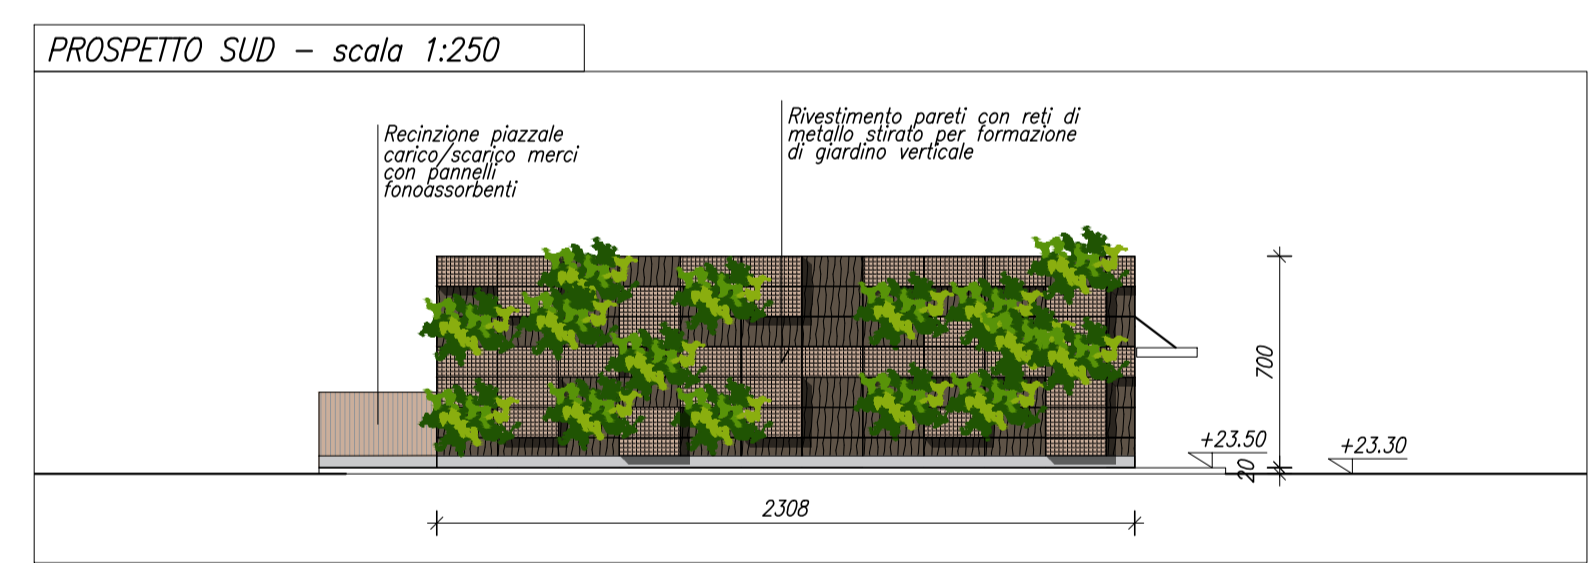 PROSPETTO SUD - scala 1:250
Recinzione piazzale
carico/scarico merci
con pannelli
fonoassorbenti
Rivestimento pareti con reti di
metallo stirato per formazione
di giardino verticale
700
+23.50
+23.30
20
2308